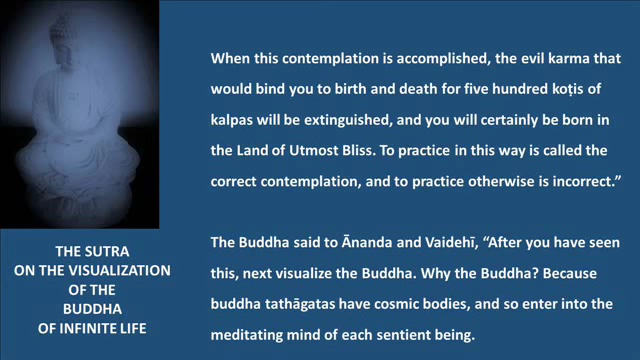 When this contemplation is accomplished, the evil karma that
would bind you to birth and death for five hundred koṭis of
kalpas will be extinguished, and you will certainly be born in
the Land of Utmost Bliss. To practice in this way is called the
correct contemplation, and to practice otherwise is incorrect.”
The Buddha said to Ānanda and Vaidehī, “After you have seen
this, next visualize the Buddha. Why the Buddha? Because
buddha tathāgatas have cosmic bodies, and so enter into the
meditating mind of each sentient being.
THE SUTRA
ON THE VISUALIZATION
OF THE
BUDDHA
OF INFINITE LIFE